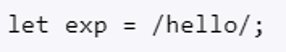 let exp = /hello/;